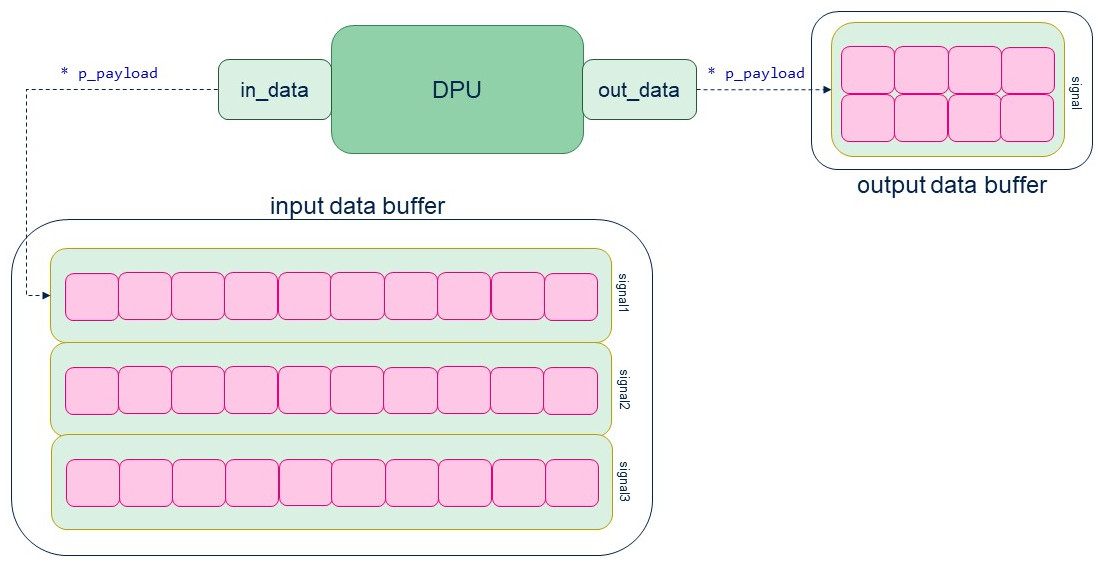 * p_payload
in_data
DPU
out_data
* p_payload
signal
output data buffer
input data buffer
signal1
signal2
signal3